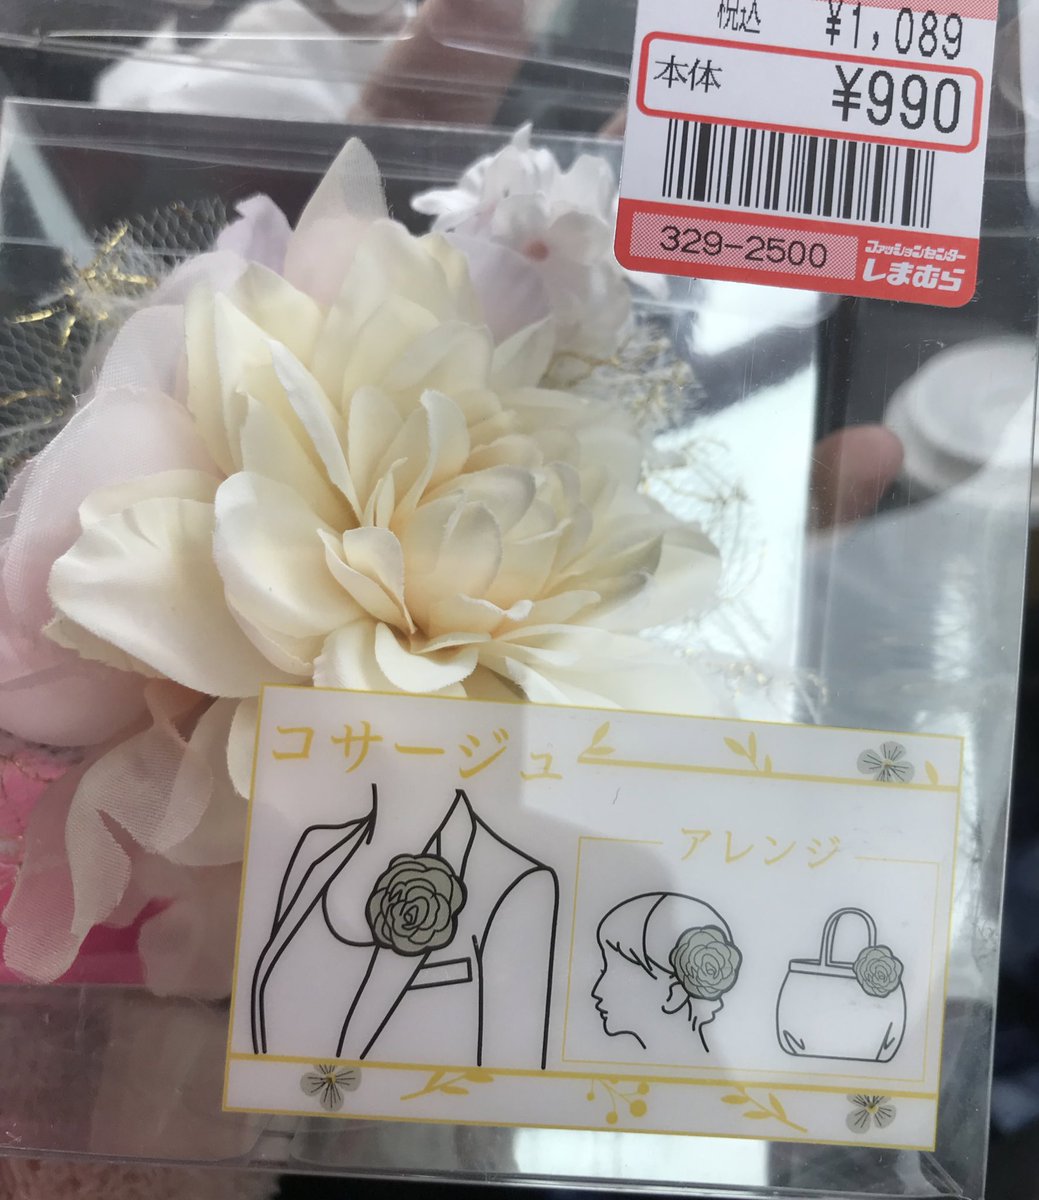 税込 ¥1,089
本体 ¥990
329-2500
ファッションセンター
しまむら
コサージュ
アレンジ